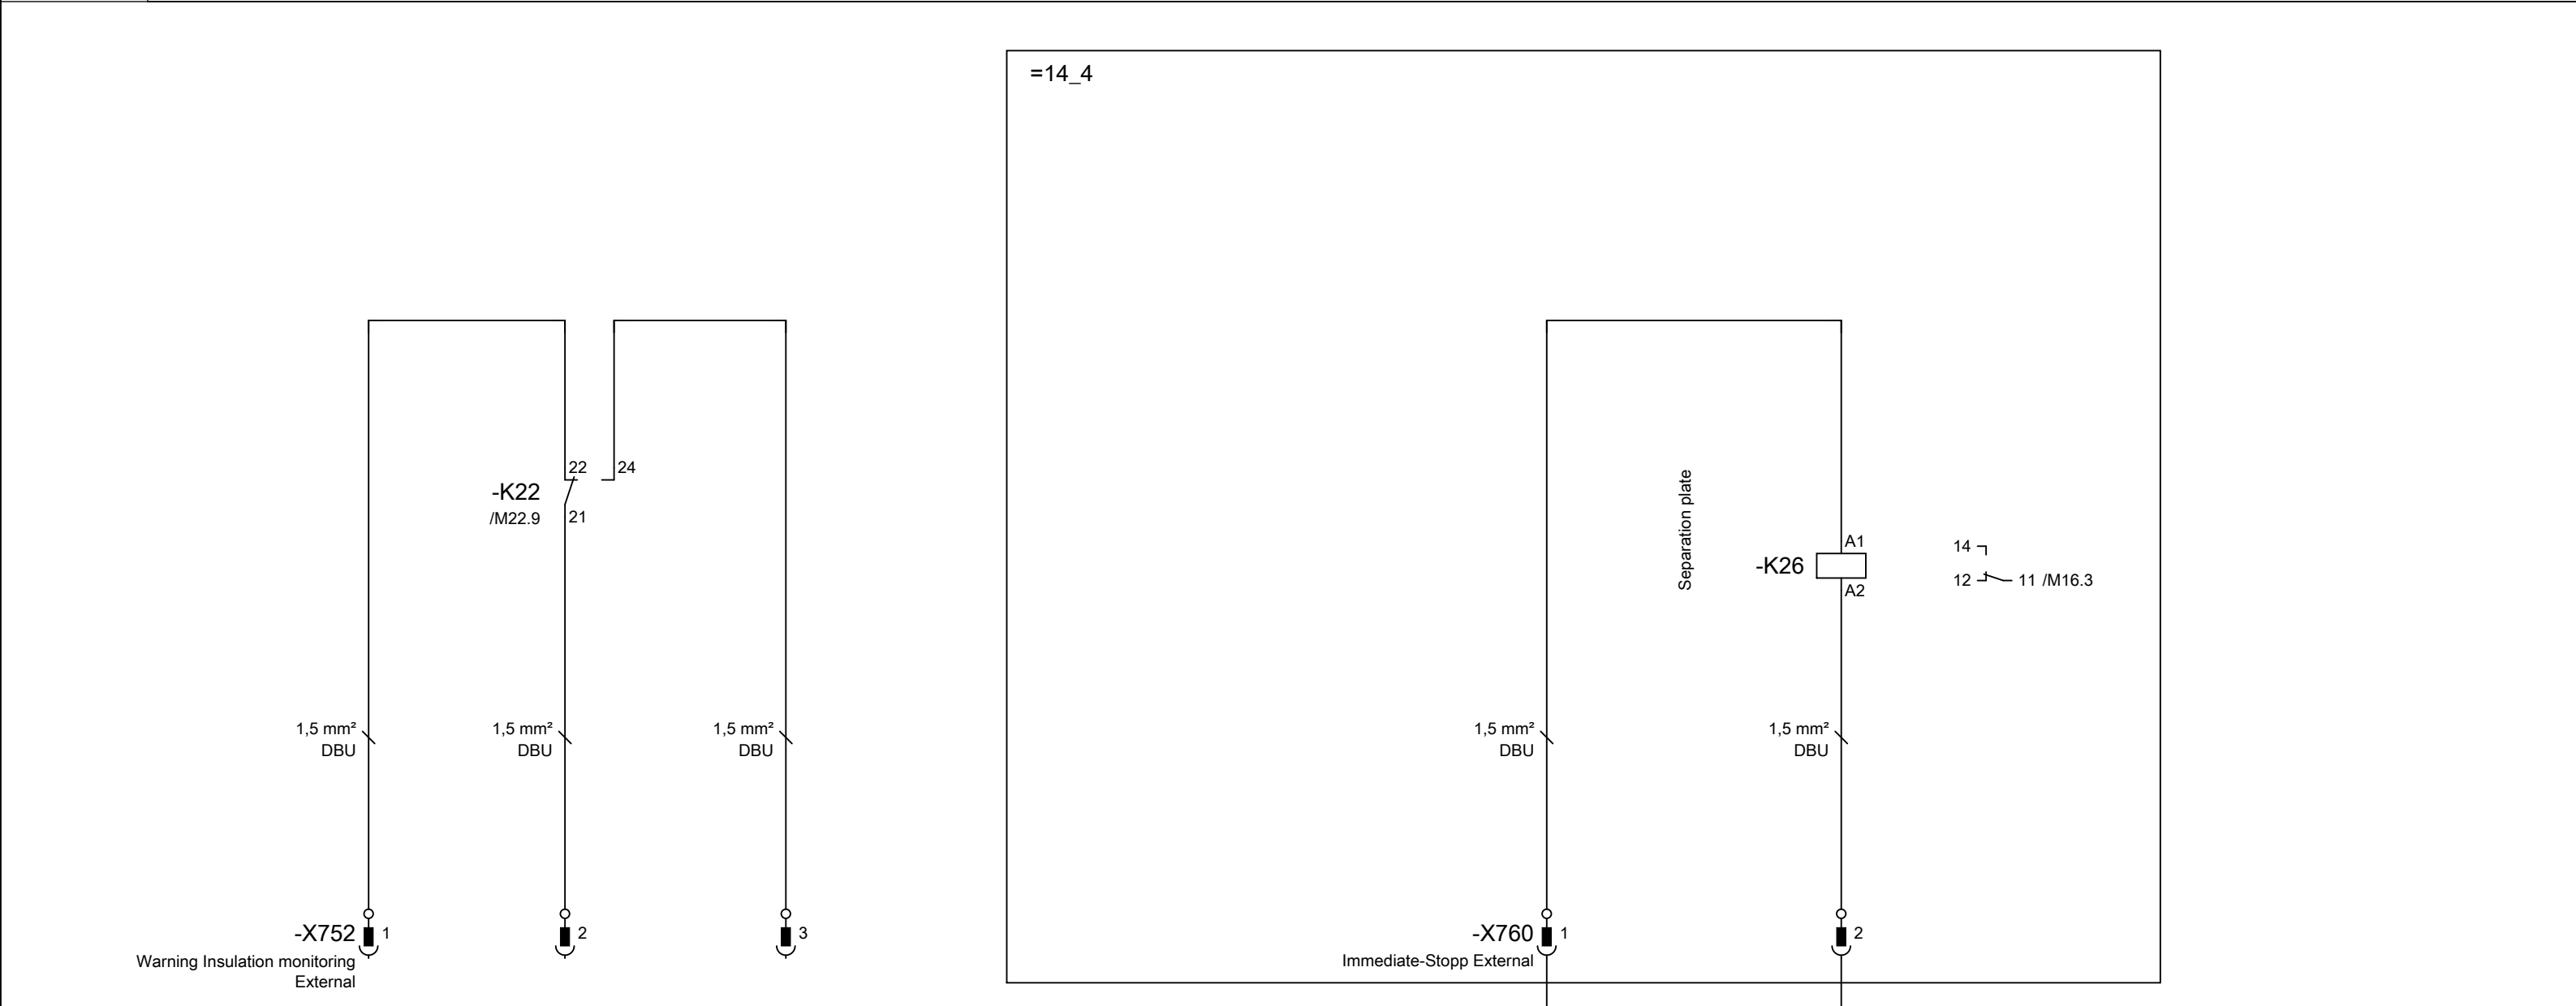 =14_4
22
24
-K22
/M22.9
21
Separation plate
A1
-K26
A2
14
12
11 /M16.3
1,5 mm²
DBU
1,5 mm²
DBU
1,5 mm²
DBU
1,5 mm²
DBU
1,5 mm²
DBU
-X752
1
2
3
Warning Insulation monitoring
External
-X760
1
2
Immediate-Stopp External